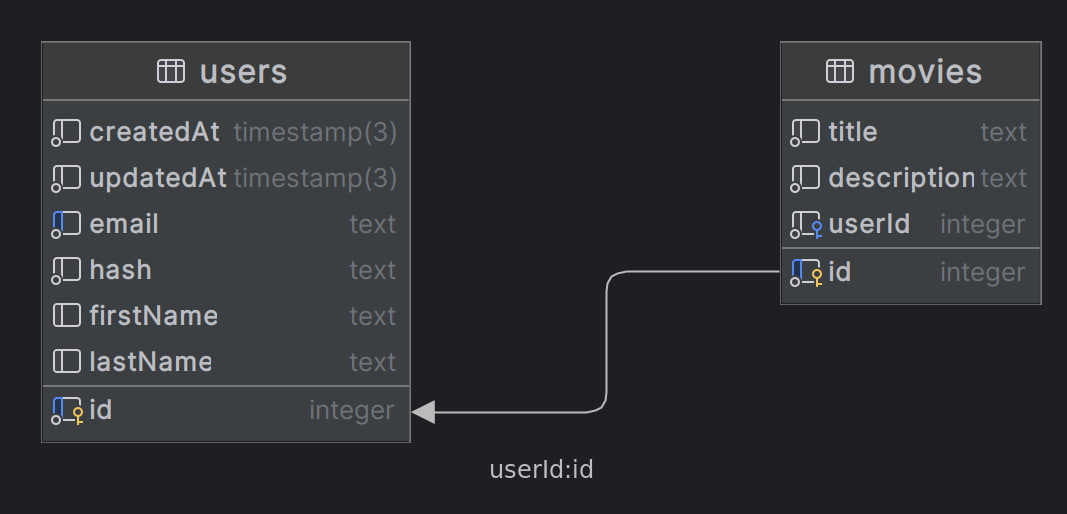 users
createdAt timestamp(3)
updatedAt timestamp(3)
email text
hash text
firstName text
lastName text
id integer
movies
title text
description text
userId integer
id integer
userId:id